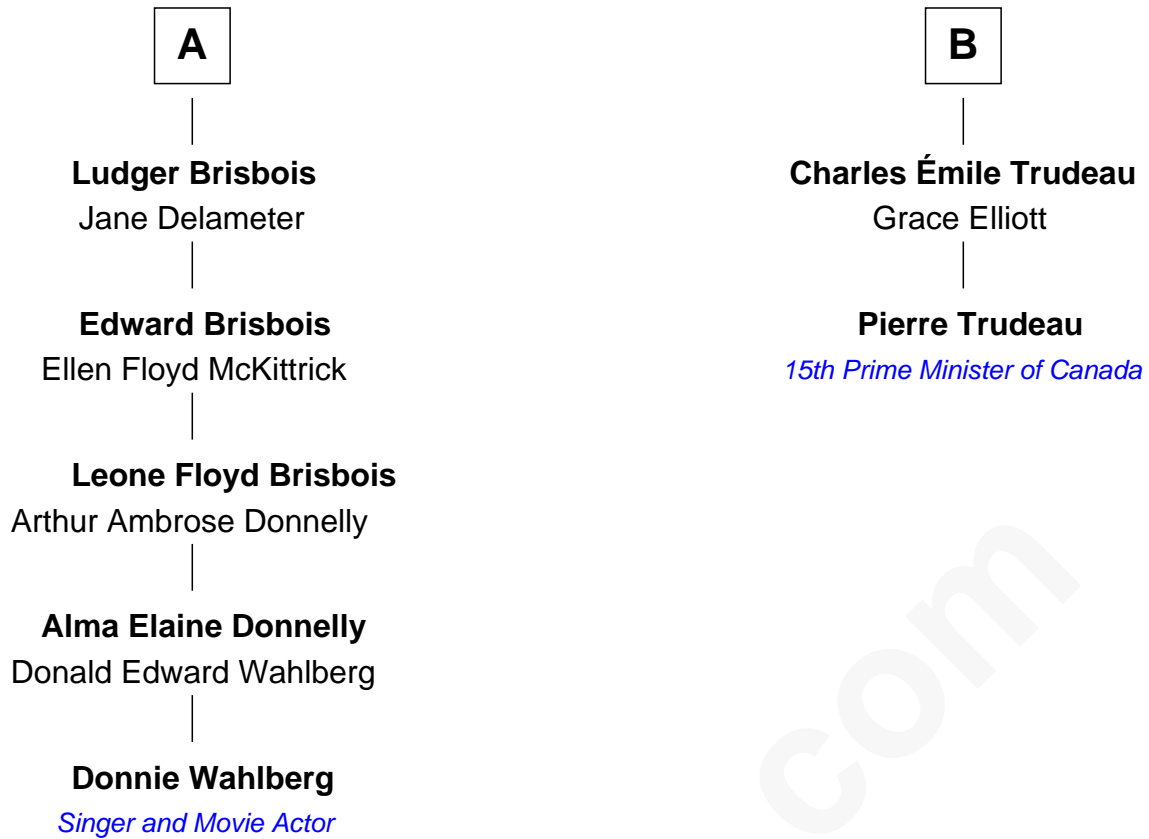 A
Ludger Brisbois
Jane Delameter
Edward Brisbois
Ellen Floyd McKittrick
Leone Floyd Brisbois
Arthur Ambrose Donnelly
Alma Elaine Donnelly
Donald Edward Wahlberg
Donnie Wahlberg
Singer and Movie Actor
B
Charles Émile Trudeau
Grace Elliott
Pierre Trudeau
15th Prime Minister of Canada
com